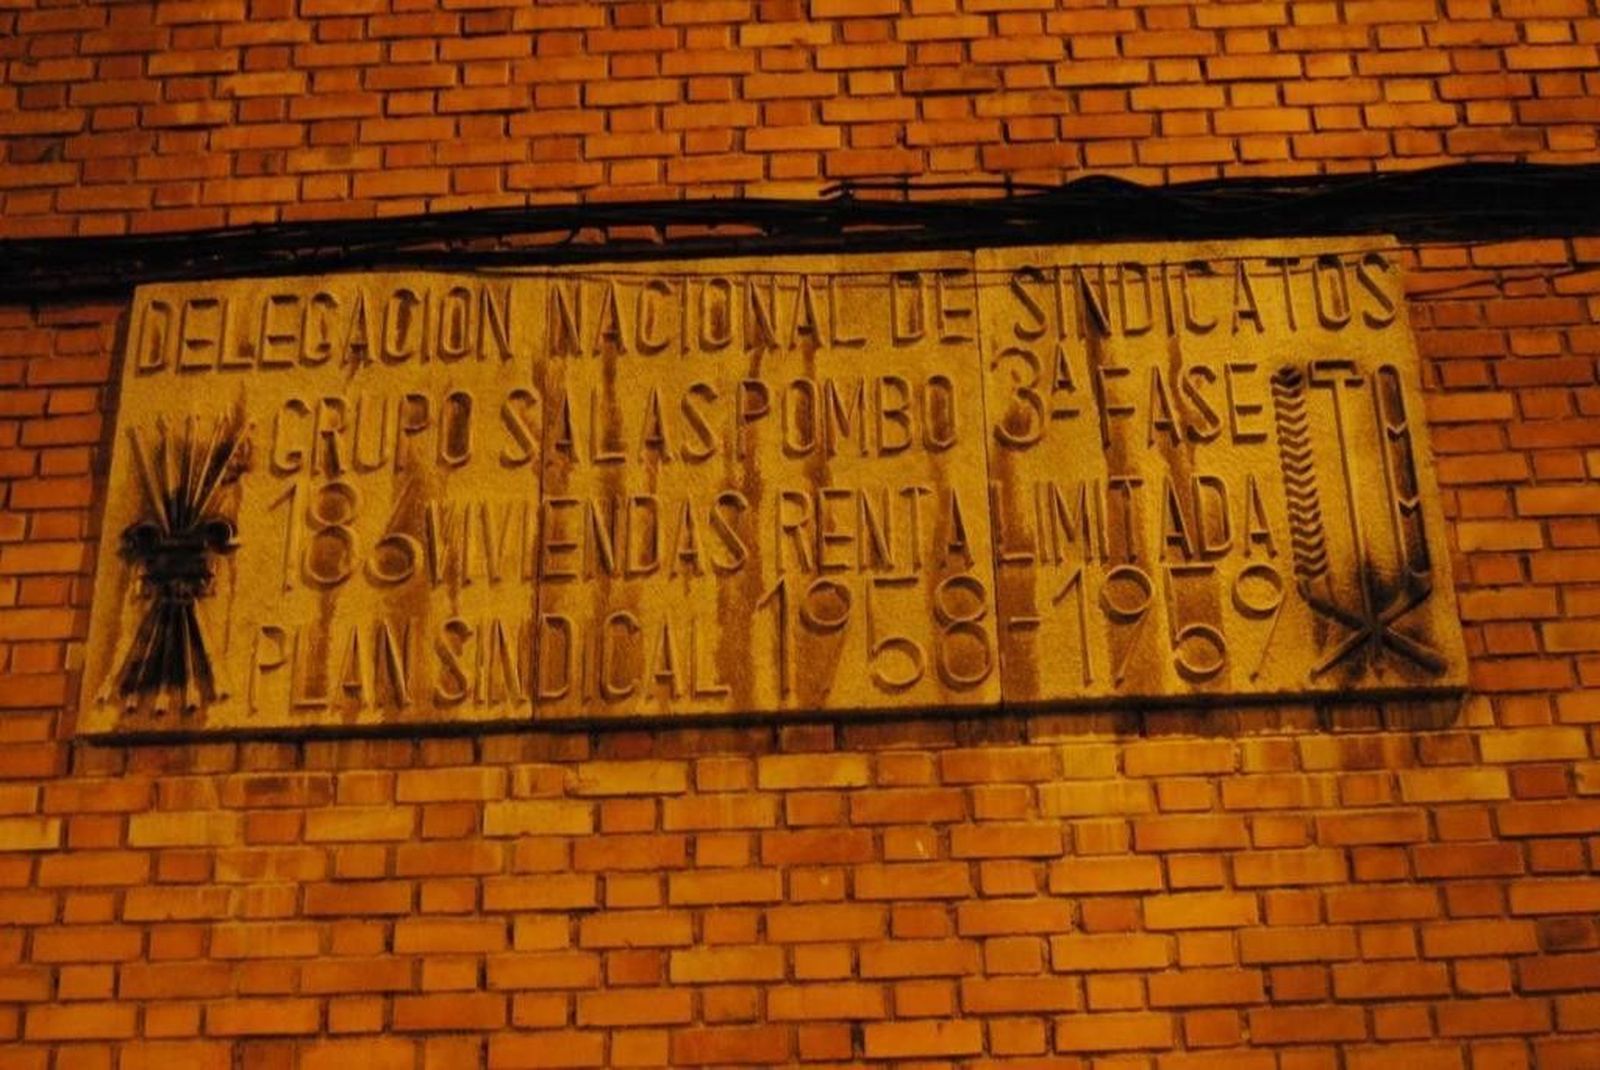 DELEGACION NACIONAL DE SINDICATOS
GRUPO SALAS POMBO 3ª FASE
186 VIVIENDAS RENTA LIMITADA
PLAN SINDICAL 1958-1959